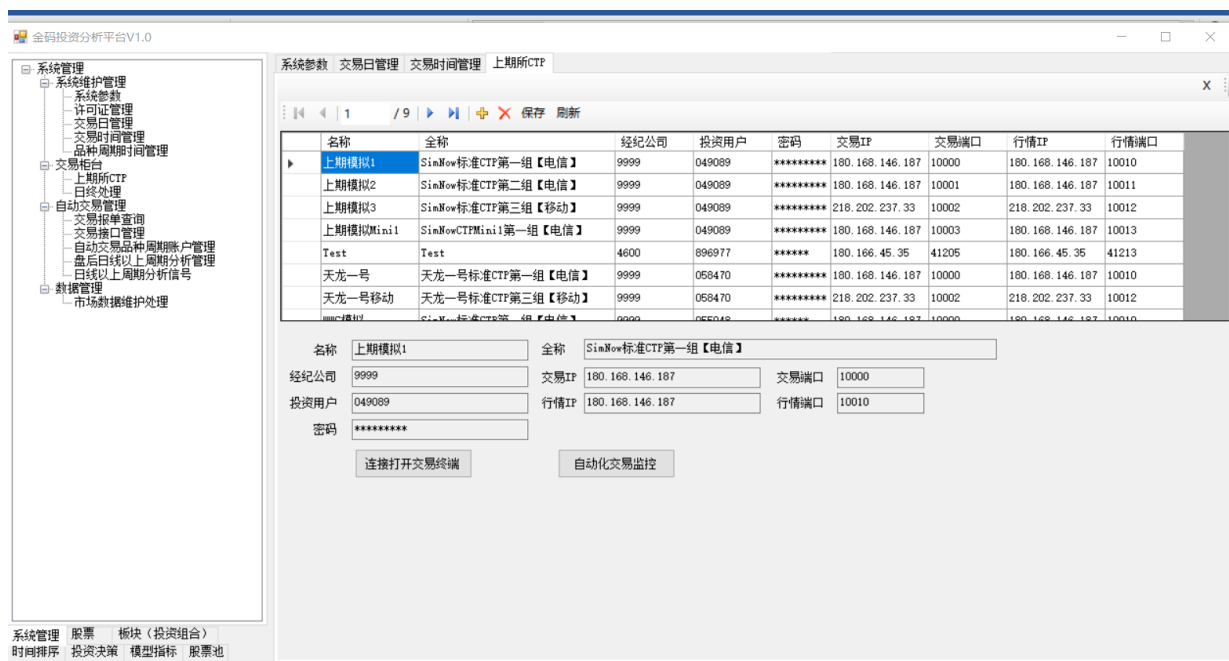 全码投资分析平台V1.0
系统管理
系统维护管理
系统参数
许可证管理
交易日管理
交易时间管理
品种周期时间管理
交易柜台
上期所CTP
日终处理
自动交易管理
交易报单查询
交易接口管理
自动交易品种周期账户管理
盘后日线以上周期分析管理
日线以上周期分析信号
数据管理
市场数据维护处理
系统管理 股票 板块（投资组合）
时间排序 投资决策 模型指标 股票池
系统参数 交易日管理 交易时间管理 上期所CTP
X
1 / 9 保存 刷新
名称 全称 经纪公司 投资用户 密码 交易IP 交易端口 行情IP 行情端口
上期模拟1 SimNow标准CTP第一组【电信】 9999 049089 ********* 180.168.146.187 10000 180.168.146.187 10010
上期模拟2 SimNow标准CTP第二组【电信】 9999 049089 ********* 180.168.146.187 10001 180.168.146.187 10011
上期模拟3 SimNow标准CTP第三组【移动】 9999 049089 ********* 218.202.237.33 10002 218.202.237.33 10012
上期模拟Mini1 SimNowCTPMini1第一组【电信】 9999 049089 ********* 180.168.146.187 10003 180.168.146.187 10013
Test Test 4600 896977 ****** 180.166.45.35 41205 180.166.45.35 41213
天龙一号 天龙一号标准CTP第一组【电信】 9999 058470 ********* 180.168.146.187 10000 180.168.146.187 10010
天龙一号移动 天龙一号标准CTP第三组【移动】 9999 058470 ********* 218.202.237.33 10002 218.202.237.33 10012
名称 上期模拟1 全称 SimNow标准CTP第一组【电信】
经纪公司 9999 交易IP 180.168.146.187 交易端口 10000
投资用户 049089 行情IP 180.168.146.187 行情端口 10010
密码 *********
连接打开交易终端 自动化交易监控